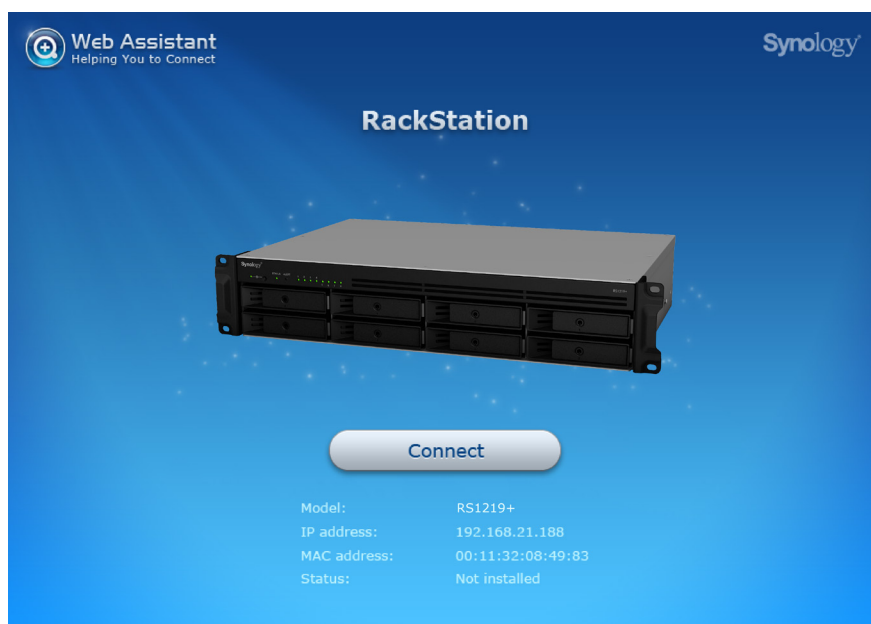 Web Assistant
Helping You to Connect
Synology
RackStation
Synology
Connect
Model: RS1219+
IP address: 192.168.21.188
MAC address: 00:11:32:08:49:83
Status: Not installed